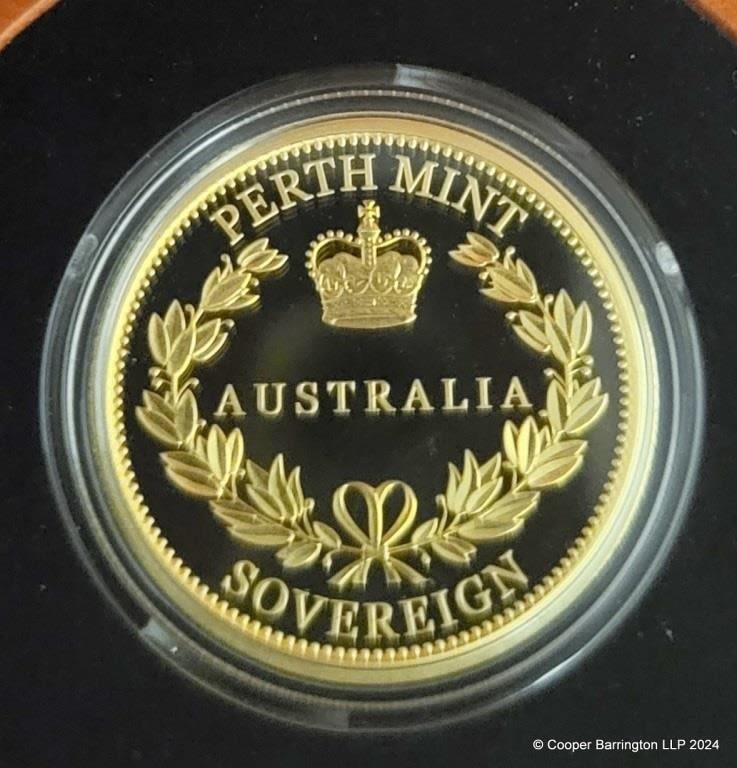 PERTH MINT
AUSTRALIA
SOVEREIGN
© Cooper Barrington LLP 2024